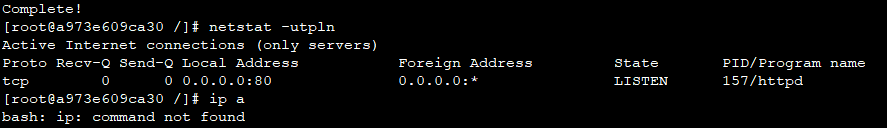 Complete!
[root@a973e609ca30 /]# netstat -utpln
Active Internet connections (only servers)
Proto Recv-Q Send-Q Local Address           Foreign Address         State       PID/Program name
tcp        0      0 0.0.0.0:80              0.0.0.0:*               LISTEN      157/httpd
[root@a973e609ca30 /]# ip a
bash: ip: command not found